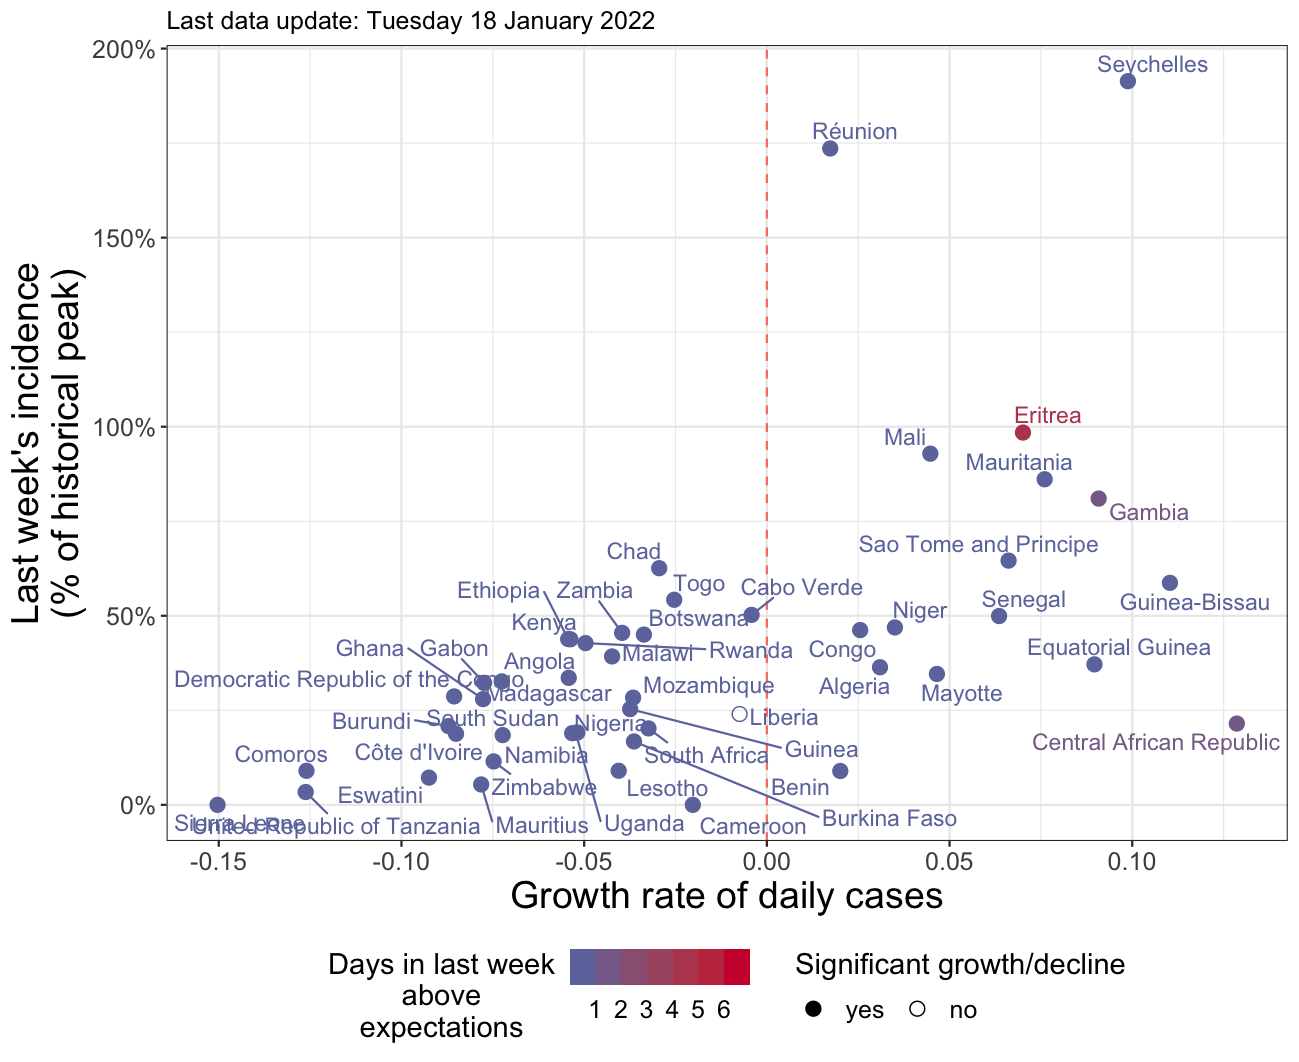 Last data update: Tuesday 18 January 2022
Last week's incidence
(% of historical peak)
200%
150%
100%
50%
0%
Seychelles
Réunion
Eritrea
Mali
Mauritania
Gambia
Sao Tome and Principe
Chad
Togo
Cabo Verde
Ethiopia
Zambia
Guinea-Bissau
Senegal
Niger
Botswana
Kenya
Ghana
Gabon
Angola
Malawi
Rwanda
Congo
Equatorial Guinea
Democratic Republic of the Congo
Madagascar
Mozambique
Algeria
Mayotte
Burundi
South Sudan
Nigeria
Liberia
Central African Republic
Comoros
Côte d'Ivoire
Namibia
South Africa
Guinea
Eswatini
Zimbabwe
Lesotho
Benin
Sierra Leone
United Republic of Tanzania
Mauritius
Uganda
Cameroon
Burkina Faso
-0.15
-0.10
-0.05
0.00
0.05
0.10
Growth rate of daily cases
Days in last week
above
expectations
1 2 3 4 5 6
Significant growth/decline
yes
no